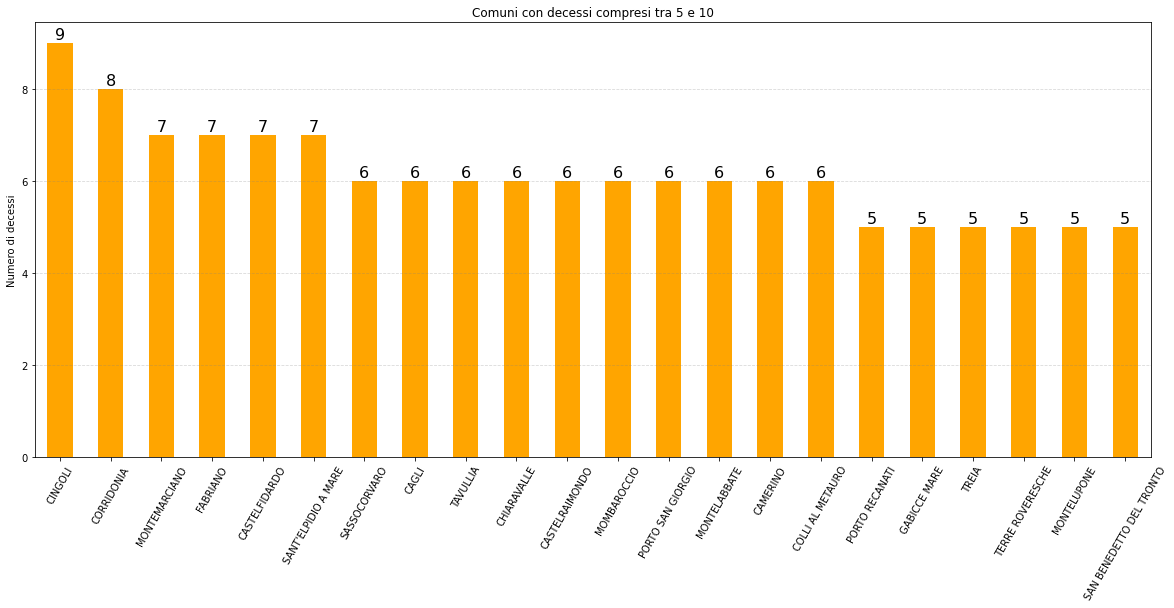 Comuni con decessi compresi tra 5 e 10
Numero di decessi
8
6
4
2
0
9
8
7
7
7
7
6
6
6
6
6
6
6
6
6
6
5
5
5
5
5
5
CINGOLI
CORRIDONIA
MONTEMARCIANO
FABRIANO
CASTELFIDARDO
SANT'ELPIDIO A MARE
SASSOCORVARO
CAGLI
TAVULLIA
CHIARAVALLE
CASTELRAIMONDO
MOMBAROCCIO
PORTO SAN GIORGIO
MONTELABBATE
CAMERINO
COLLI AL METAURO
PORTO RECANATI
GABICCE MARE
TREIA
TERRE ROVERESCHE
MONTELUPONE
SAN BENEDETTO DEL TRONTO